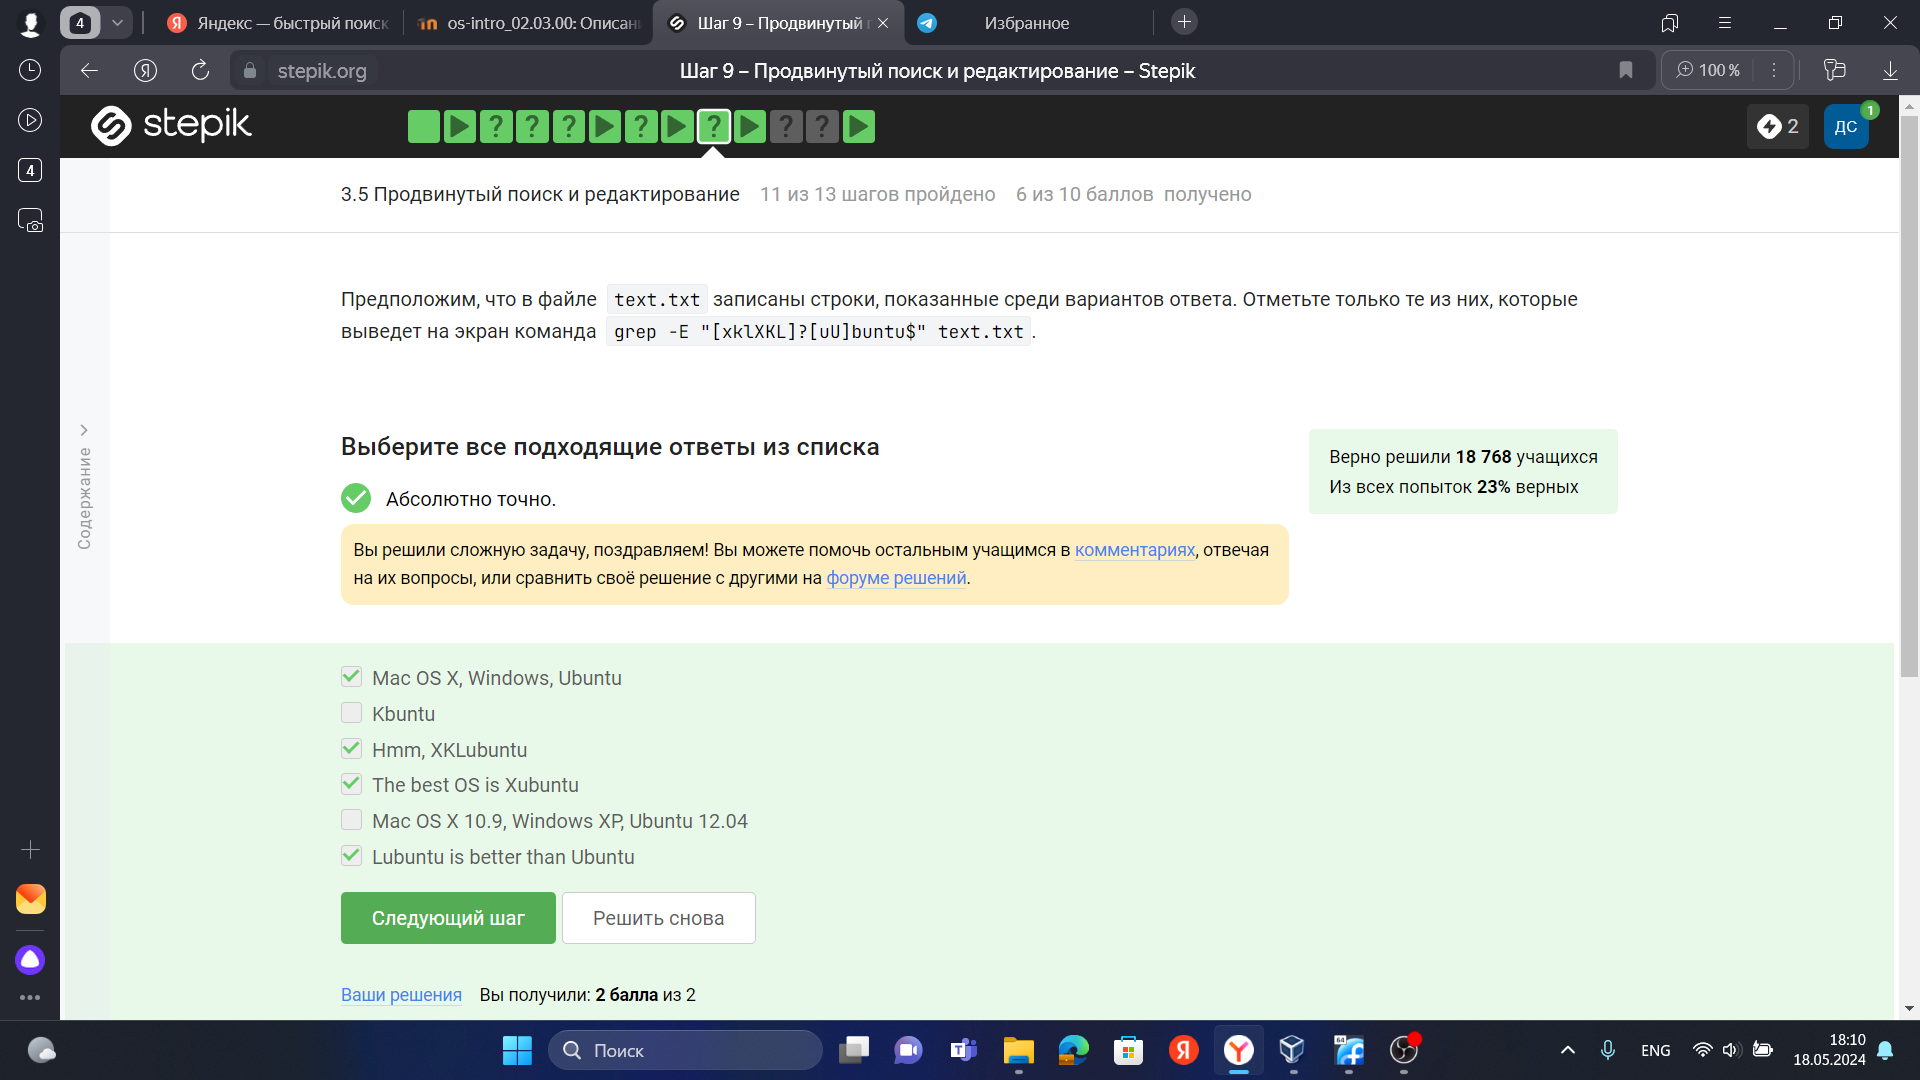 4
Яндекс — быстрый поиск
os-intro_02.03.00: Описан
Шаг 9 – Продвинутый
Избранное
stepik.org
Шаг 9 – Продвинутый поиск и редактирование – Stepik
100 %
stepik
2
ДС
1
4
3.5 Продвинутый поиск и редактирование 11 из 13 шагов пройдено 6 из 10 баллов получено
Предположим, что в файле text.txt записаны строки, показанные среди вариантов ответа. Отметьте только те из них, которые
выведет на экран команда grep -E "[xklXKL]?[uU]buntu$" text.txt.
Содержание
Выберите все подходящие ответы из списка
Верно решили 18 768 учащихся
Из всех попыток 23% верных
Абсолютно точно.
Вы решили сложную задачу, поздравляем! Вы можете помочь остальным учащимся в комментариях, отвечая
на их вопросы, или сравнить своё решение с другими на форуме решений.
Mac OS X, Windows, Ubuntu
Kbuntu
Hmm, XKLubuntu
The best OS is Xubuntu
Mac OS X 10.9, Windows XP, Ubuntu 12.04
Lubuntu is better than Ubuntu
Следующий шаг
Решить снова
Ваши решения Вы получили: 2 балла из 2
Поиск
64
ENG
18:10
18.05.2024